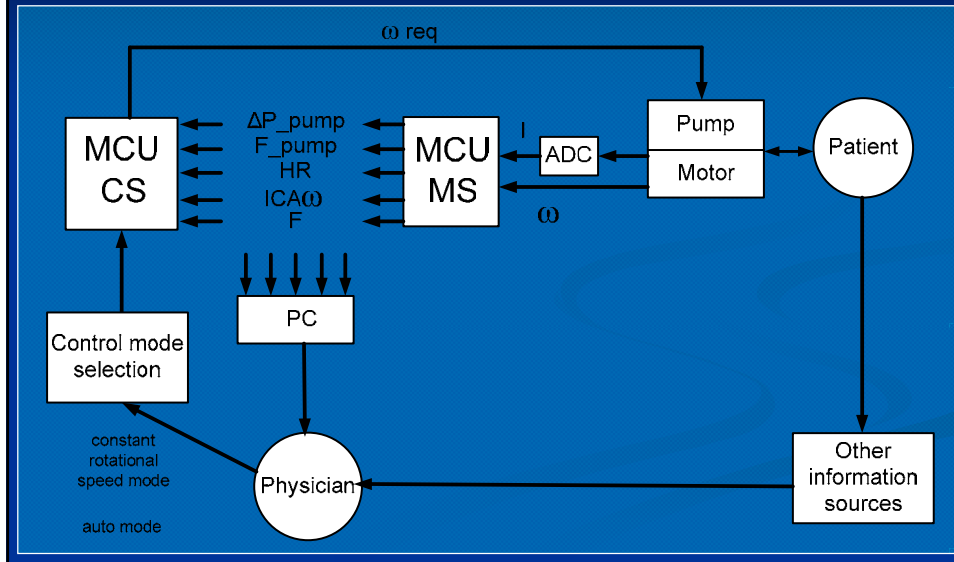 ω req
MCU
CS
ΔP_pump
F_pump
HR
ICAω
F
MCU
MS
I
ADC
ω
Pump
Motor
Patient
PC
Control mode
selection
constant
rotational
speed mode
auto mode
Physician
Other
information
sources